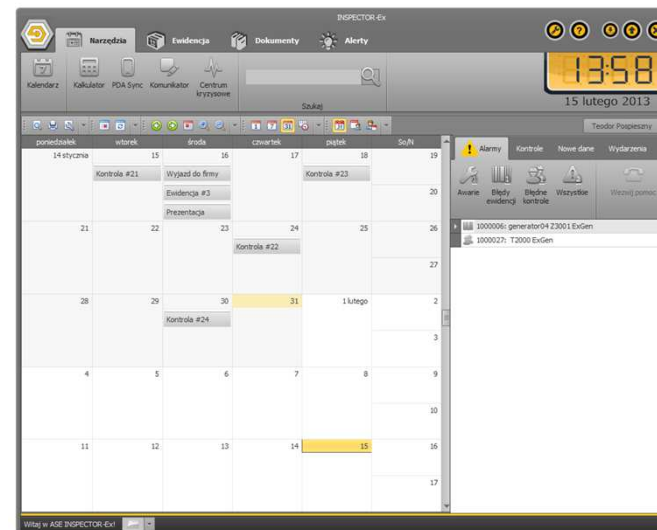 INSPECTOR-Ex
Narzędzia Ewidencja Dokumenty Alerty
Kalendarz Kalkulator PDA Sync Komunikator Centrum kryzysowe
Szukaj
13:58
15 lutego 2013
Teodor Pospieszny
poniedziałek wtorek środa czwartek piątek So/N
14 stycznia 15 16 17 18 19
Kontrola #21 Wyjazd do firmy Kontrola #23
Ewidencja #3 20
Prezentacja
21 22 23 24 25 26
Kontrola #22
27
28 29 30 31 1 lutego 2
Kontrola #24
3
4 5 6 7 8 9
10
11 12 13 14 15 16
17
Alarmy Kontrole Nowe dane Wydarzenia
Awarie Błędy ewidencji Błędne kontrole Wszystkie Wezwij pomoc
1000006: generator04 Z3001 ExGen
1000027: T2000 ExGen
Witaj w ASE INSPECTOR-Ex!